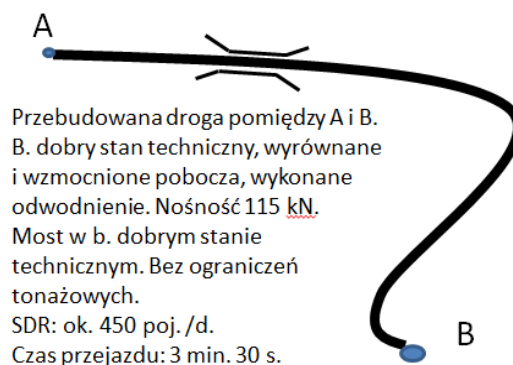 A
Przebudowana droga pomiędzy A i B.
B. dobry stan techniczny, wyrównane
i wzmocnione pobocza, wykonane
odwodnienie. Nośność 115 kN.
Most w b. dobrym stanie
technicznym. Bez ograniczeń
tonażowych.
SDR: ok. 450 poj. /d.
B
Czas przejazdu: 3 min. 30 s.